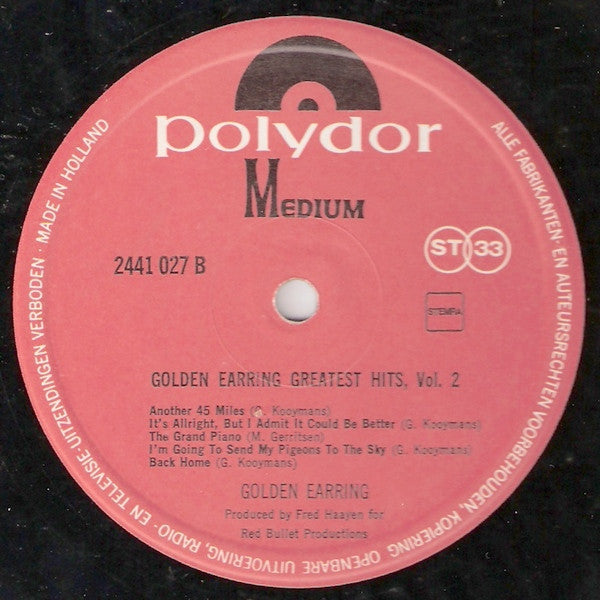 polydor
MEDIUM
2441 027 B
ST 33
STEMRA
GOLDEN EARRING GREATEST HITS, Vol. 2
Another 45 Miles (G. Kooymans)
It's Allright, But I Admit It Could Be Better (G. Kooymans)
The Grand Piano (M. Gerritsen)
I'm Going To Send My Pigeons To The Sky (G. Kooymans)
Back Home (G. Kooymans)
GOLDEN EARRING
Produced by Fred Haayen for
Red Bullet Productions
ALLE FABRIKANTEN- EN AUTEURSRECHTEN VOORBEHOUDEN. KOPIERING, OPENBARE UITVOERING, RADIO - EN TELEVISIE-UITZENDINGEN VERBODEN · MADE IN HOLLAND